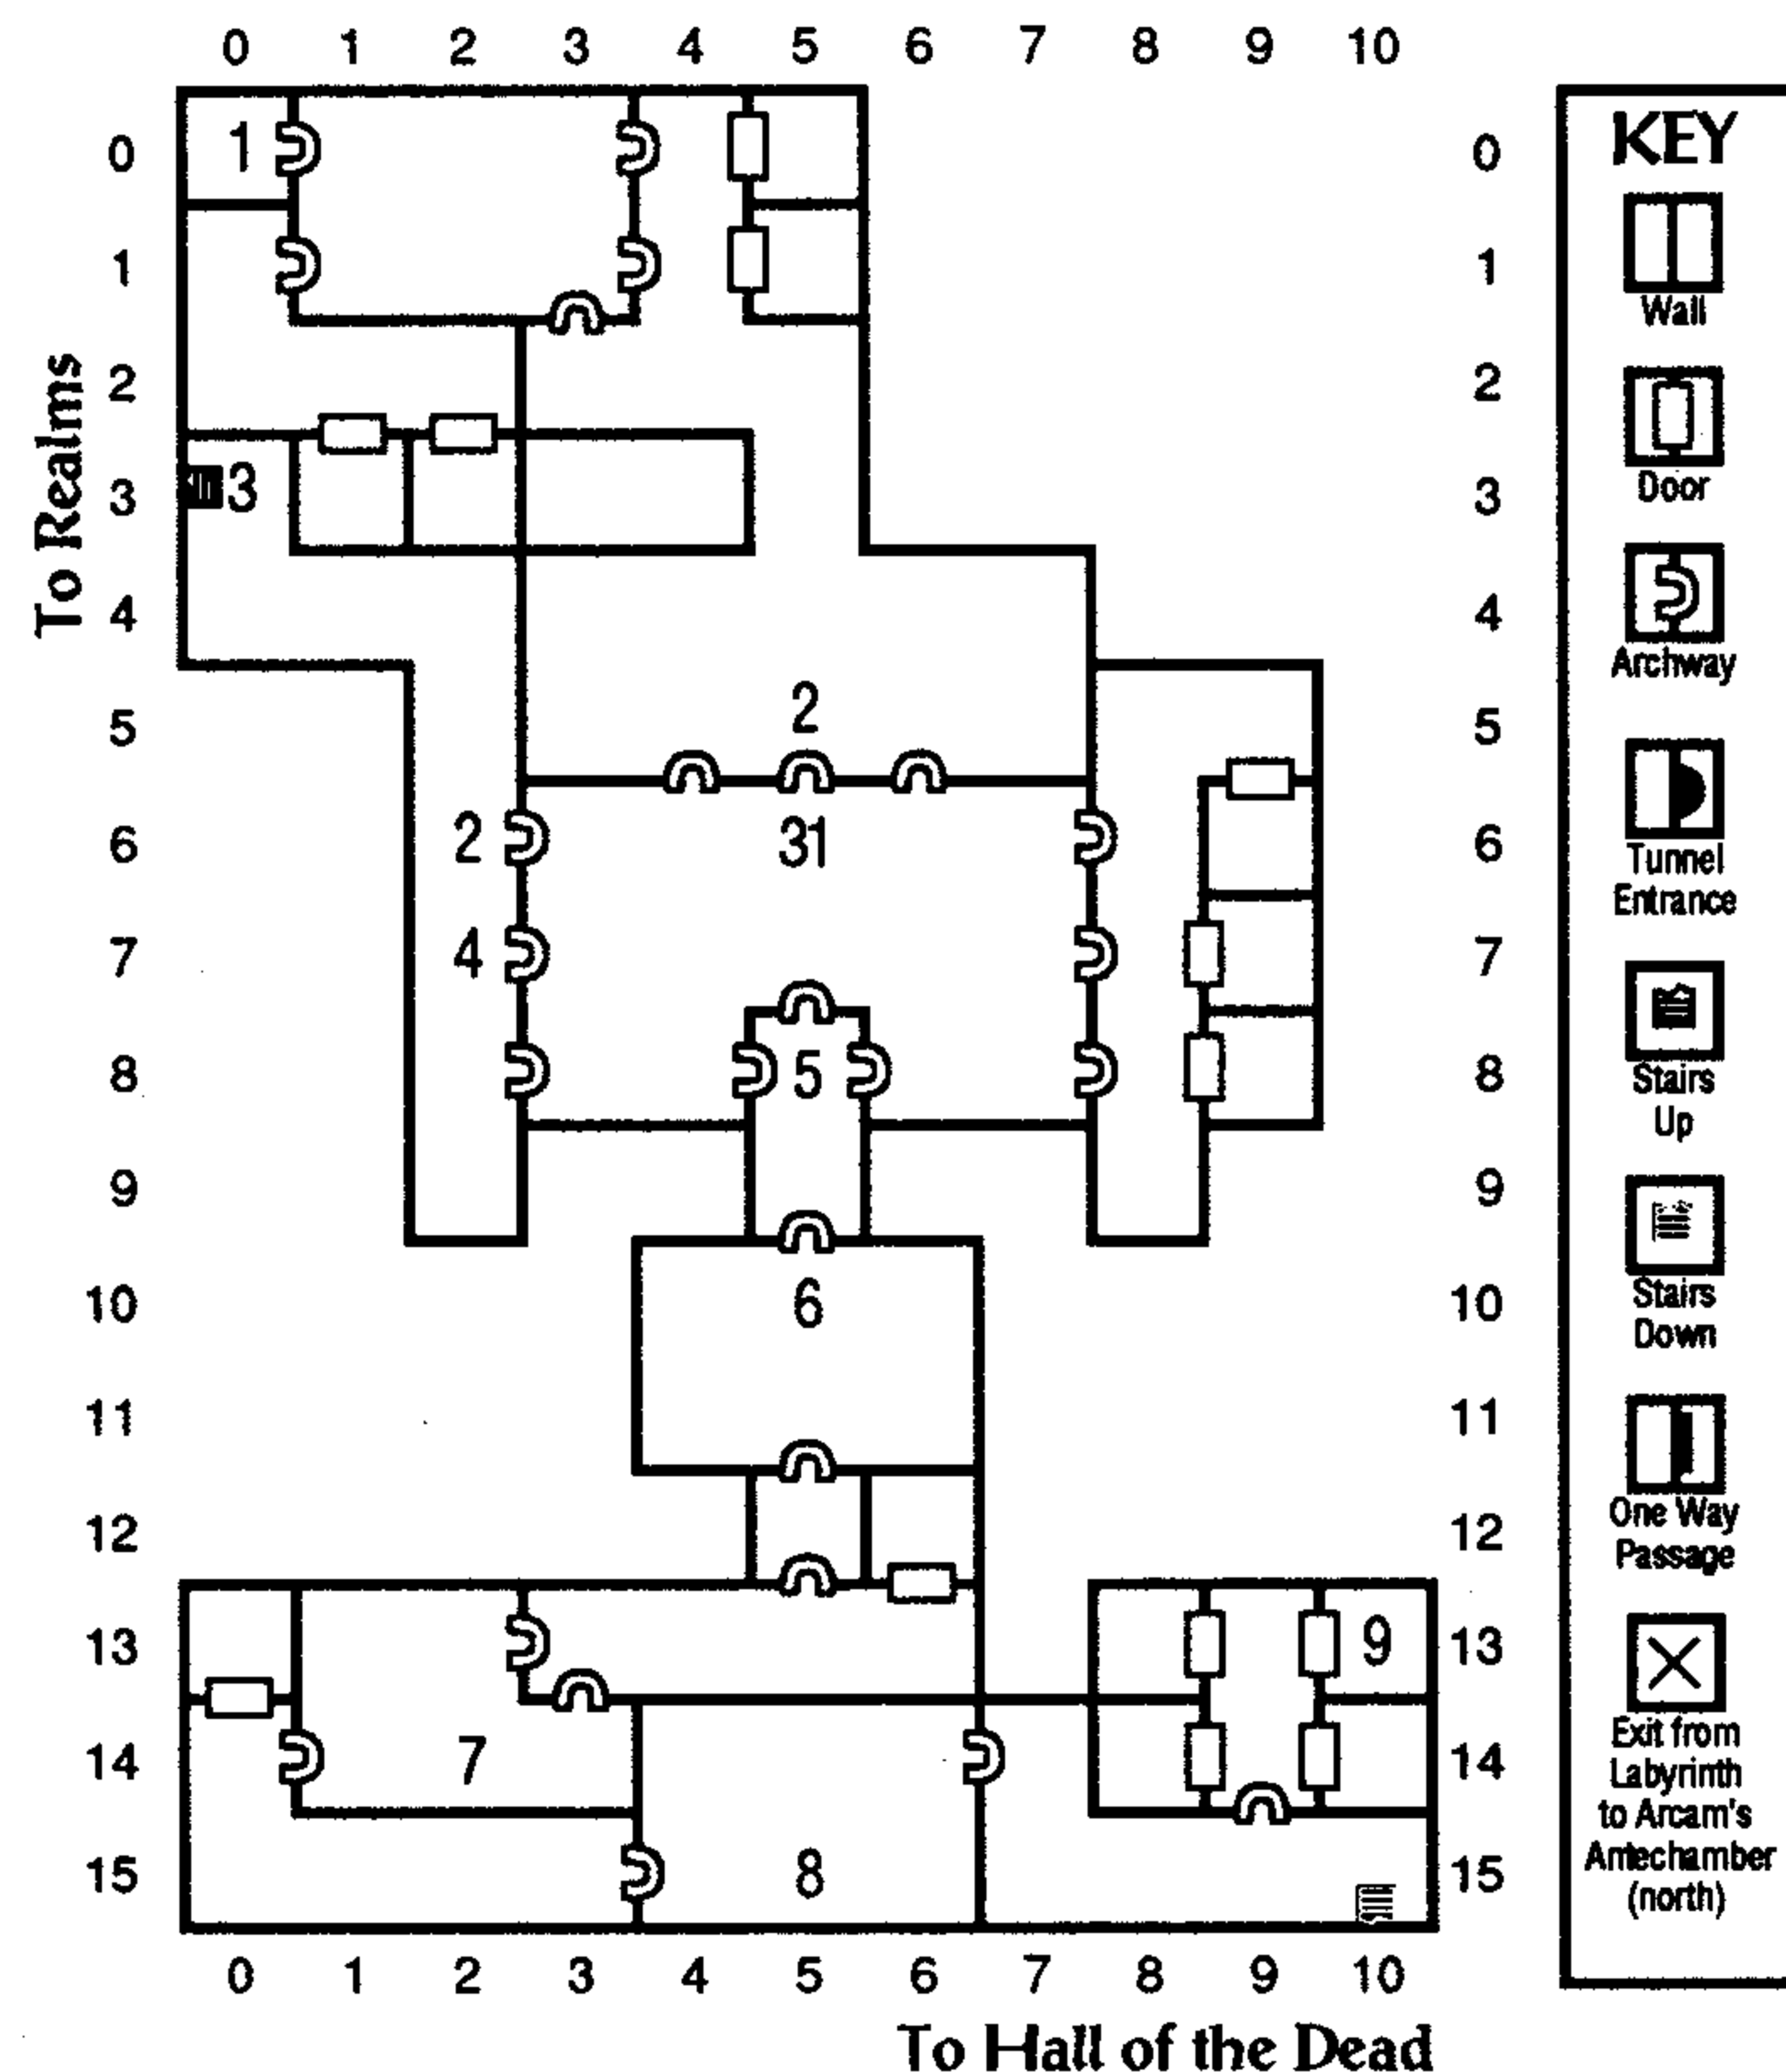 0 1 2 3 4 5 6 7 8 9 10
KEY
0 1 0
Wall
1 1
2 2
Door
3 3 3
To Realms
4 4
Archway
2
5 5
6 2 31 6
Tunnel
Entrance
7 4 7
8 5 8
Stairs
Up
9 9
10 6 10
Stairs
Down
11 11
12 12
One Way
Passage
13 9 13
14 7 14
Exit from
Labyrinth
to Arcam's
Antechamber
(north)
15 8 15
0 1 2 3 4 5 6 7 8 9 10
To Hall of the Dead